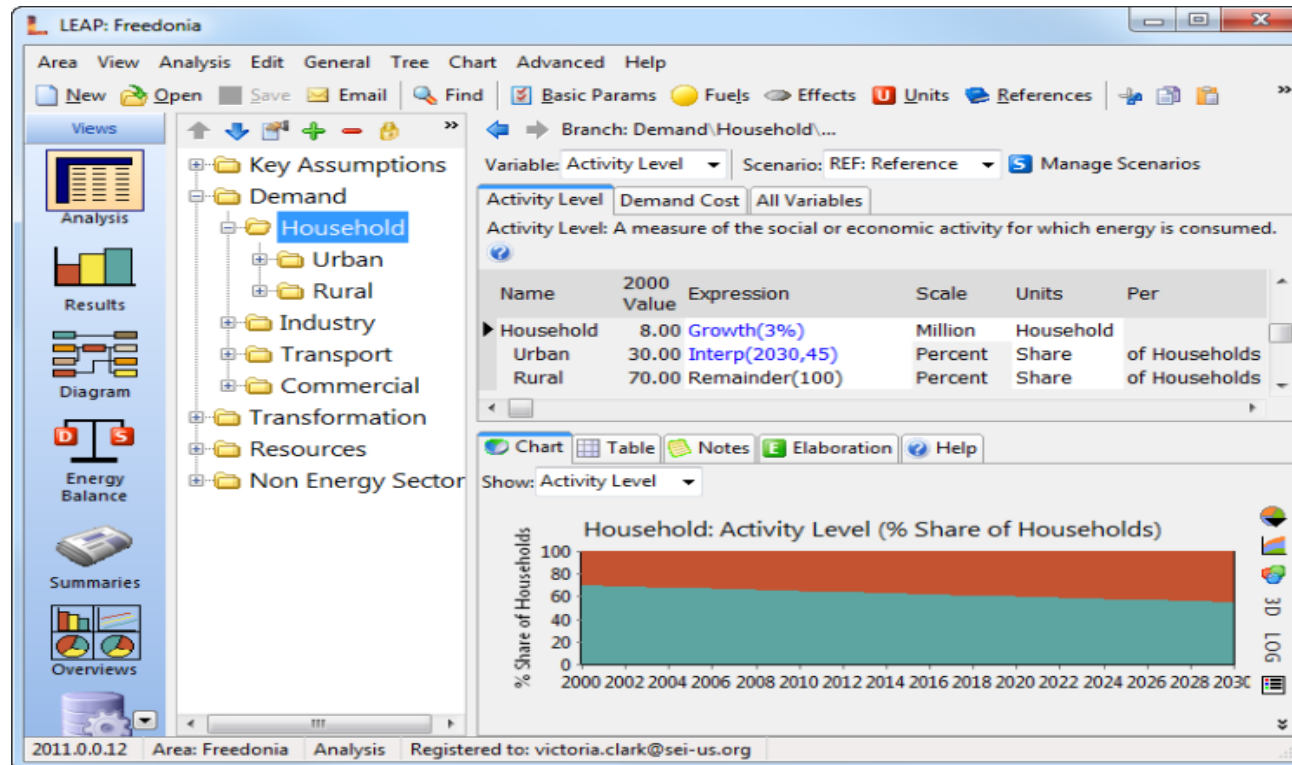 LEAP: Freedonia
Area View Analysis Edit General Tree Chart Advanced Help
New Open Save Email Find Basic Params Fuels Effects U Units References »
Views
Analysis
Results
Diagram
D S
Energy
Balance
Summaries
Overviews
»
Key Assumptions
Demand
Household
Urban
Rural
Industry
Transport
Commercial
Transformation
Resources
Non Energy Sector
Branch: Demand\Household\...
Variable: Activity Level Scenario: REF: Reference S Manage Scenarios
Activity Level Demand Cost All Variables
Activity Level: A measure of the social or economic activity for which energy is consumed.
?
Name 2000 Value Expression Scale Units Per
Household 8.00 Growth(3%) Million Household
Urban 30.00 Interp(2030,45) Percent Share of Households
Rural 70.00 Remainder(100) Percent Share of Households
Chart Table Notes E Elaboration ? Help
Show: Activity Level
Household: Activity Level (% Share of Households)
% Share of Households
100
80
60
40
20
0
2000 2002 2004 2006 2008 2010 2012 2014 2016 2018 2020 2022 2024 2026 2028
3D
LOG
2011.0.0.12 Area: Freedonia Analysis Registered to: victoria.clark@sei-us.org